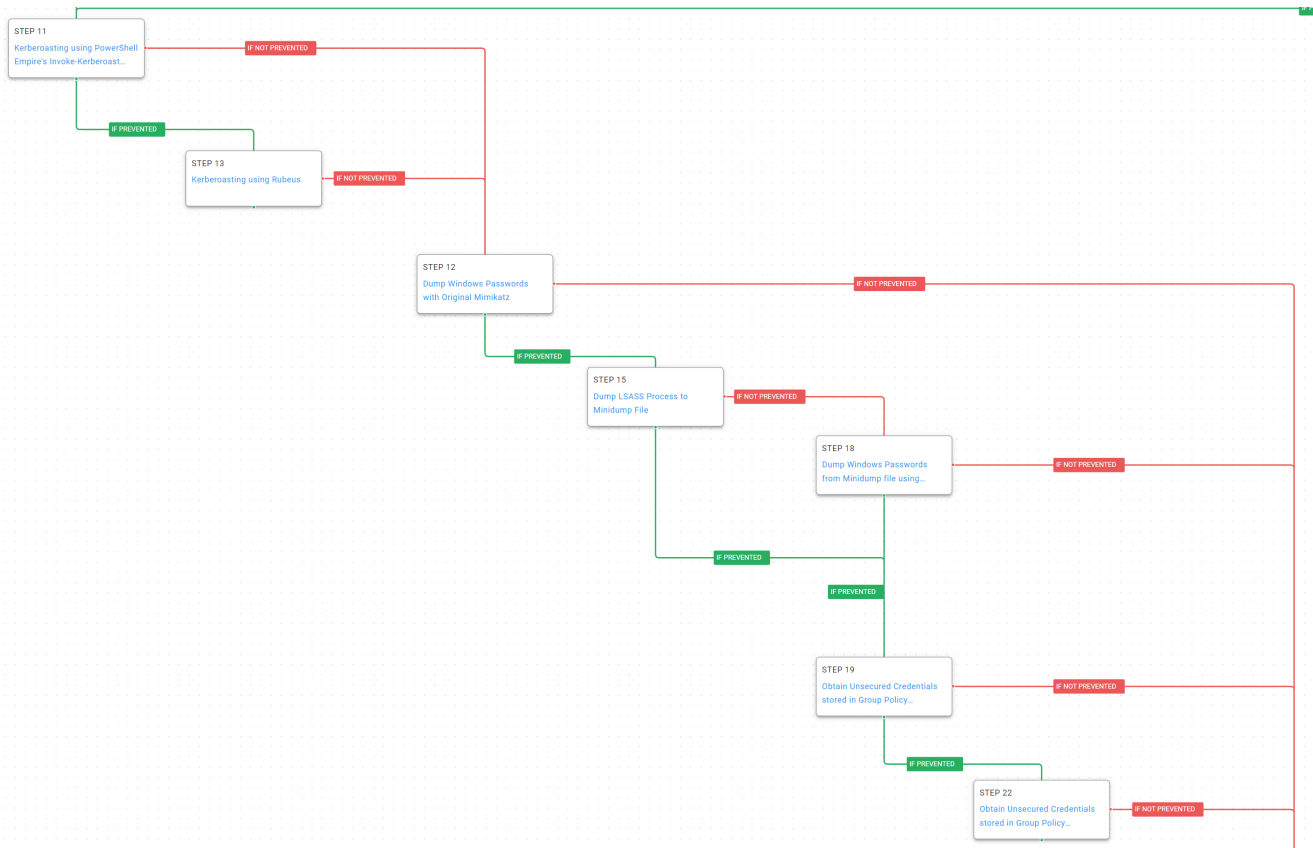 STEP 11
Kerberoasting using PowerShell
Empire's Invoke-Kerberoast...
IF NOT PREVENTED
IF PREVENTED
STEP 13
Kerberoasting using Rubeus
IF NOT PREVENTED
STEP 12
Dump Windows Passwords
with Original Mimikatz
IF NOT PREVENTED
IF PREVENTED
STEP 15
Dump LSASS Process to
Minidump File
IF NOT PREVENTED
STEP 18
Dump Windows Passwords
from Minidump file using...
IF NOT PREVENTED
IF PREVENTED
IF PREVENTED
STEP 19
Obtain Unsecured Credentials
stored in Group Policy...
IF NOT PREVENTED
IF PREVENTED
STEP 22
Obtain Unsecured Credentials
stored in Group Policy...
IF NOT PREVENTED